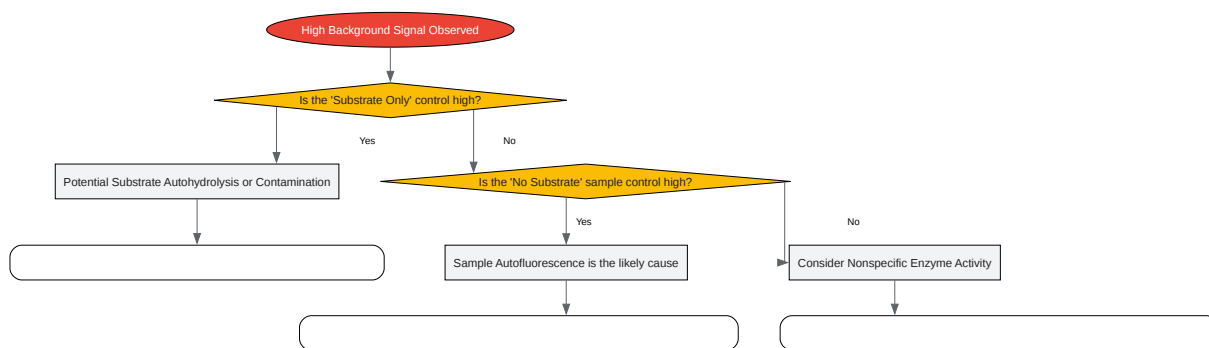 High Background Signal Observed
Is the 'Substrate Only' control high?
Yes
No
Potential Substrate Autohydrolysis or Contamination
Is the 'No Substrate' sample control high?
Yes
No
Sample Autofluorescence is the likely cause
Consider Nonspecific Enzyme Activity